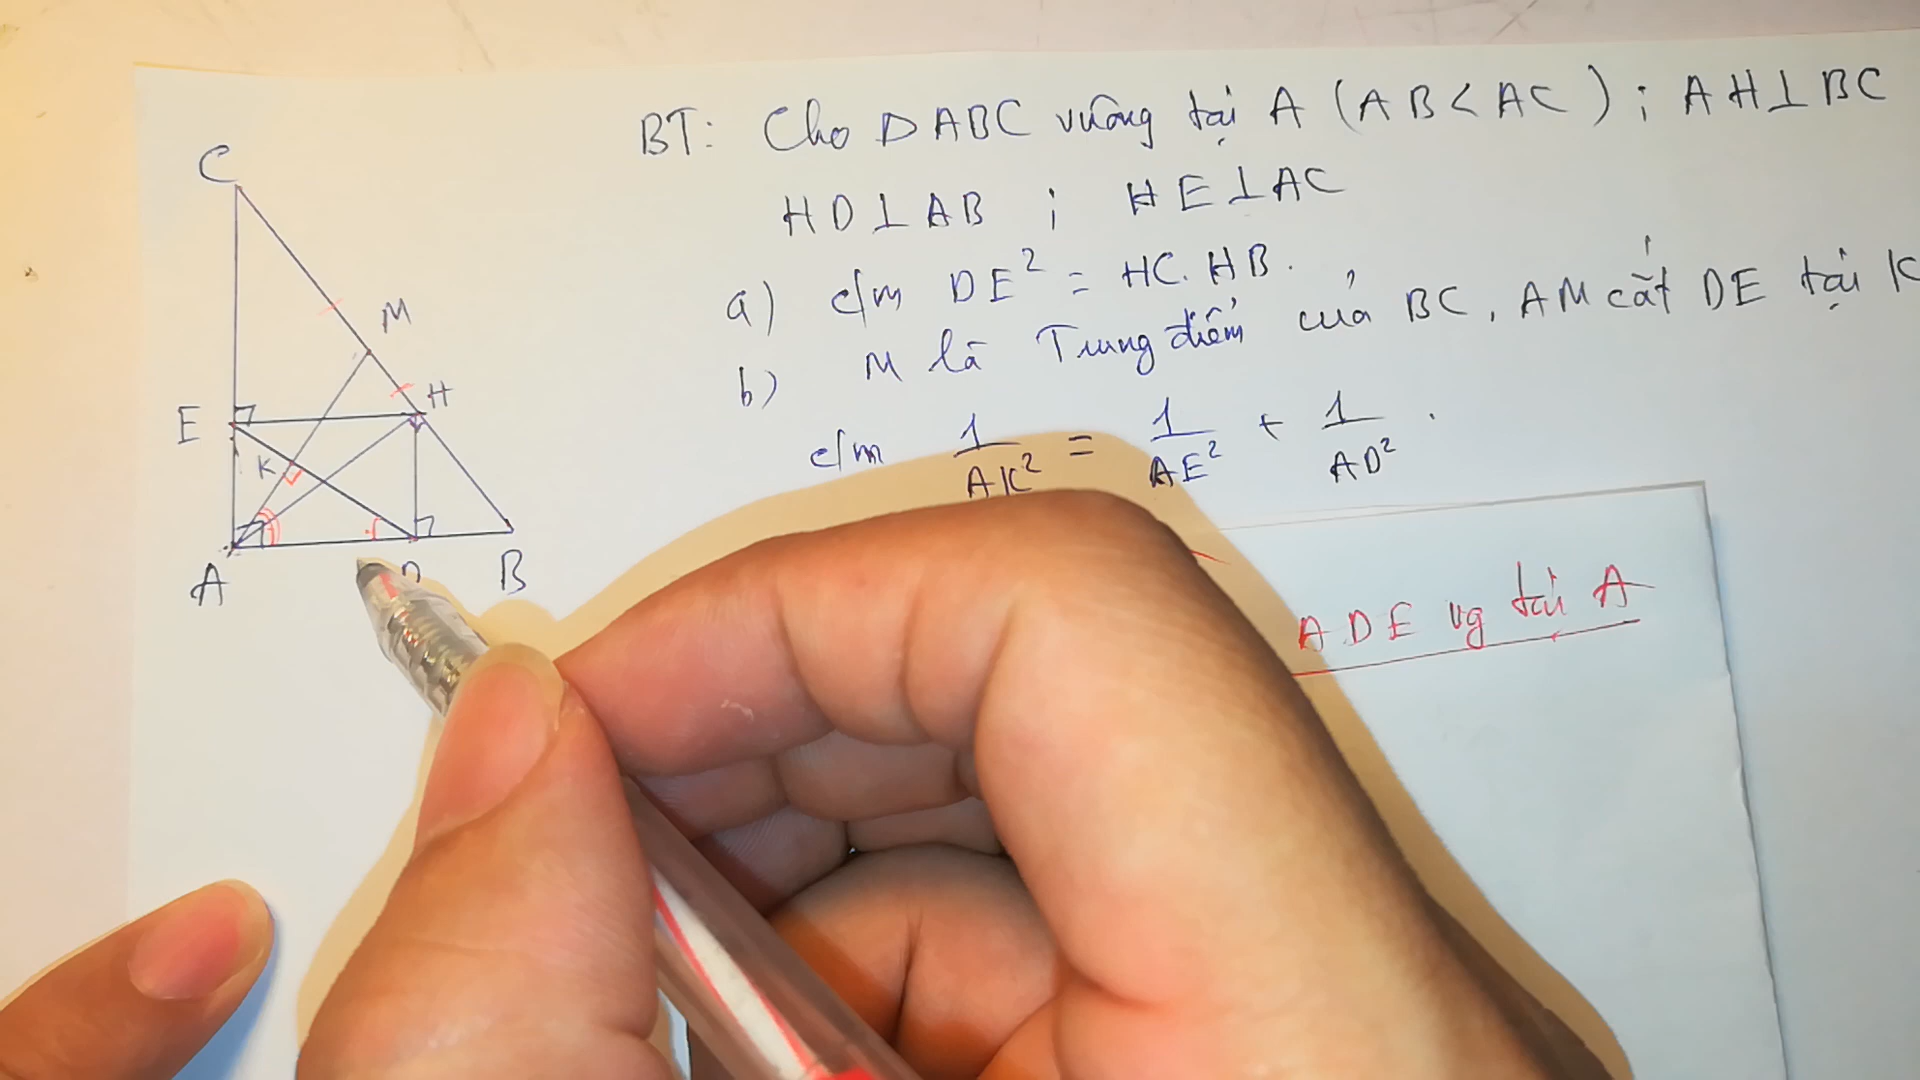 BT: Cho ΔABC vuông tại A (AB < AC); AH⊥BC
HD⊥AB ; HE⊥AC
a) c/m DE² = HC.HB.
b) M là Trung điểm của BC, AM cắt DE tại K
c/m 1/AK² = 1/AE² + 1/AD².
C
M
H
E
K
A
B
ADE vg tại A